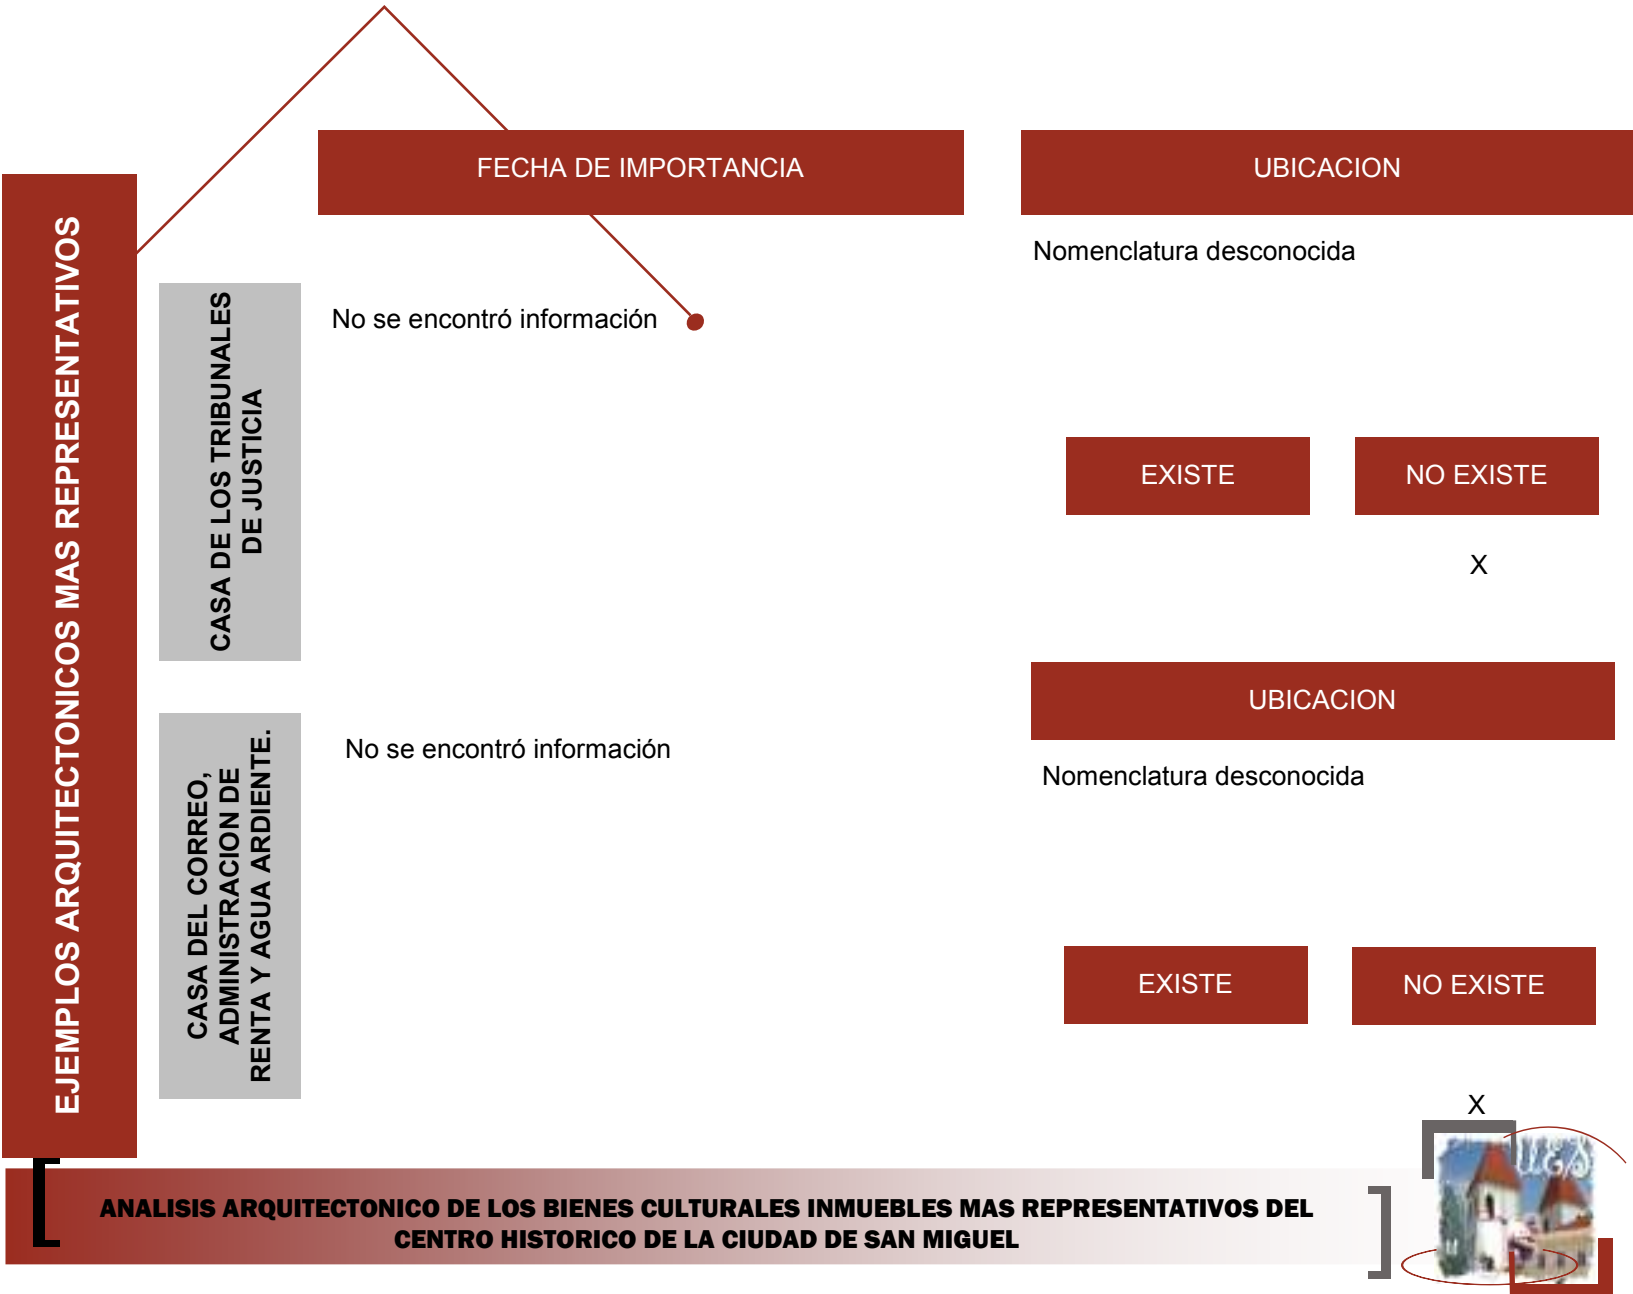 EJEMPLOS ARQUITECTONICOS MAS REPRESENTATIVOS
FECHA DE IMPORTANCIA
UBICACION
CASA DE LOS TRIBUNALES
DE JUSTICIA
No se encontró información
Nomenclatura desconocida
EXISTE
NO EXISTE
X
CASA DEL CORREO,
ADMINISTRACION DE
RENTA Y AGUA ARDIENTE.
No se encontró información
UBICACION
Nomenclatura desconocida
EXISTE
NO EXISTE
X
ANALISIS ARQUITECTONICO DE LOS BIENES CULTURALES INMUEBLES MAS REPRESENTATIVOS DEL
CENTRO HISTORICO DE LA CIUDAD DE SAN MIGUEL
UES